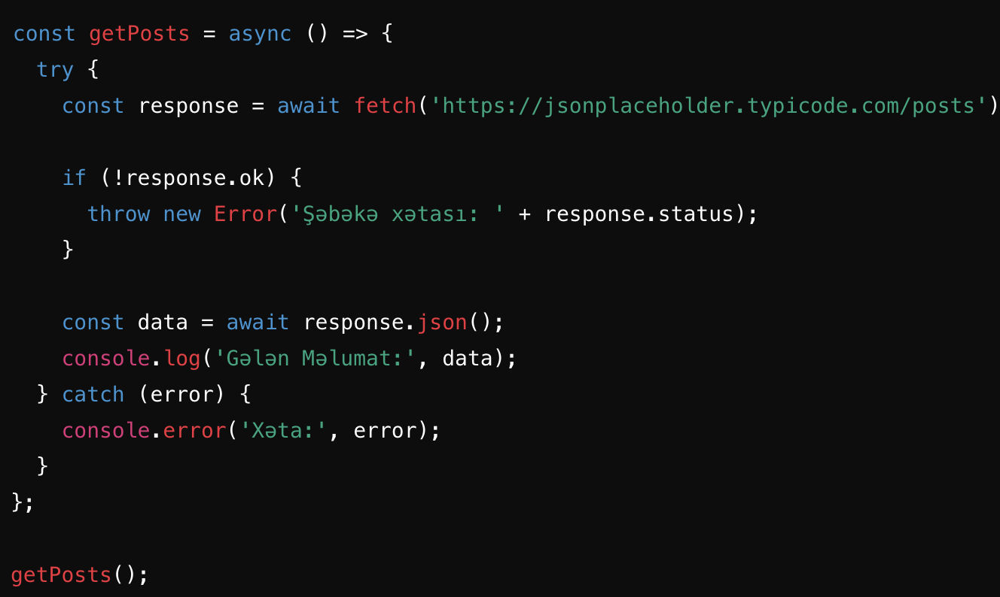 const getPosts = async () => {
  try {
    const response = await fetch('https://jsonplaceholder.typicode.com/posts')

    if (!response.ok) {
      throw new Error('Şəbəkə xətası: ' + response.status);
    }

    const data = await response.json();
    console.log('Gələn Məlumat:', data);
  } catch (error) {
    console.error('Xəta:', error);
  }
};

getPosts();